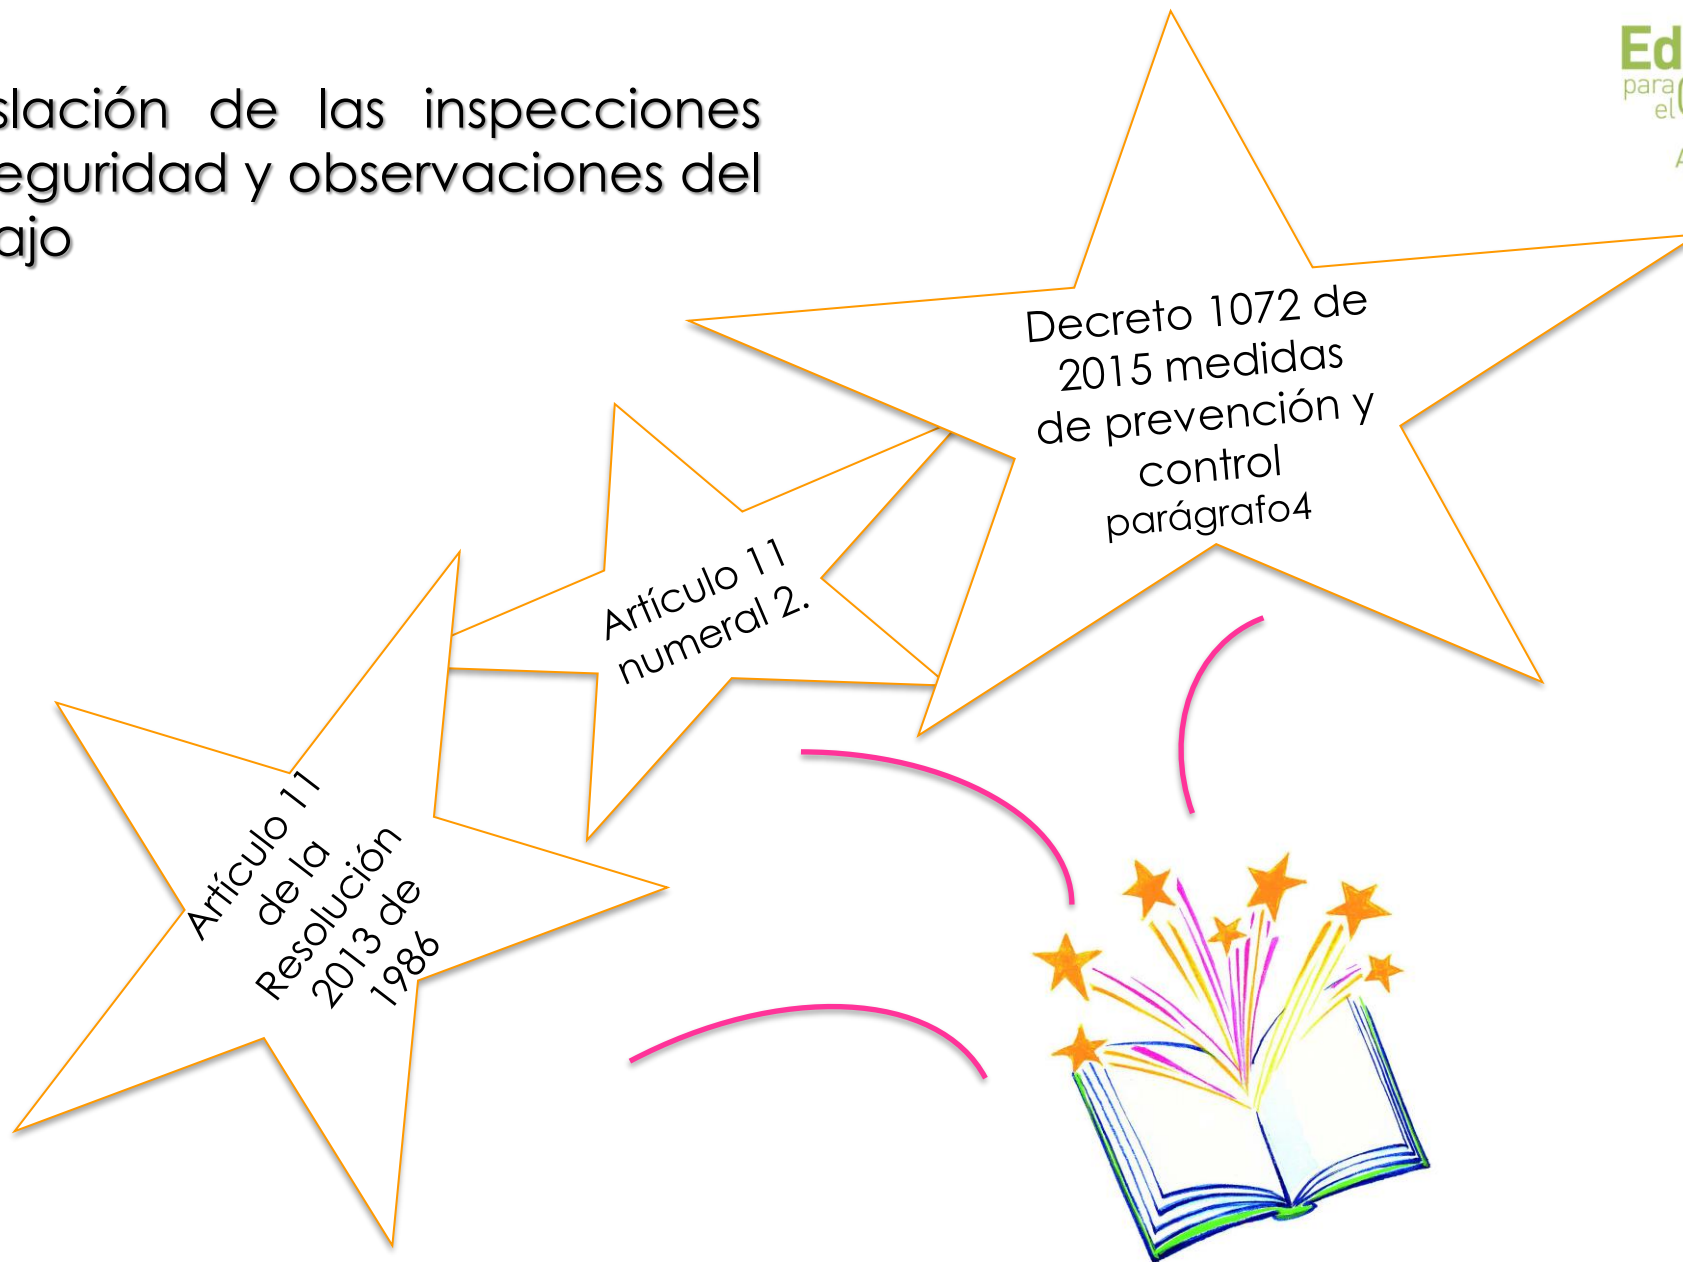 slación de las inspecciones
eguridad y observaciones del
ajo
Ed
para
el
A
Decreto 1072 de
2015 medidas
de prevención y
control
parágrafo4
Artículo 11
numeral 2.
Artículo 11
de la
Resolución
2013 de
1986